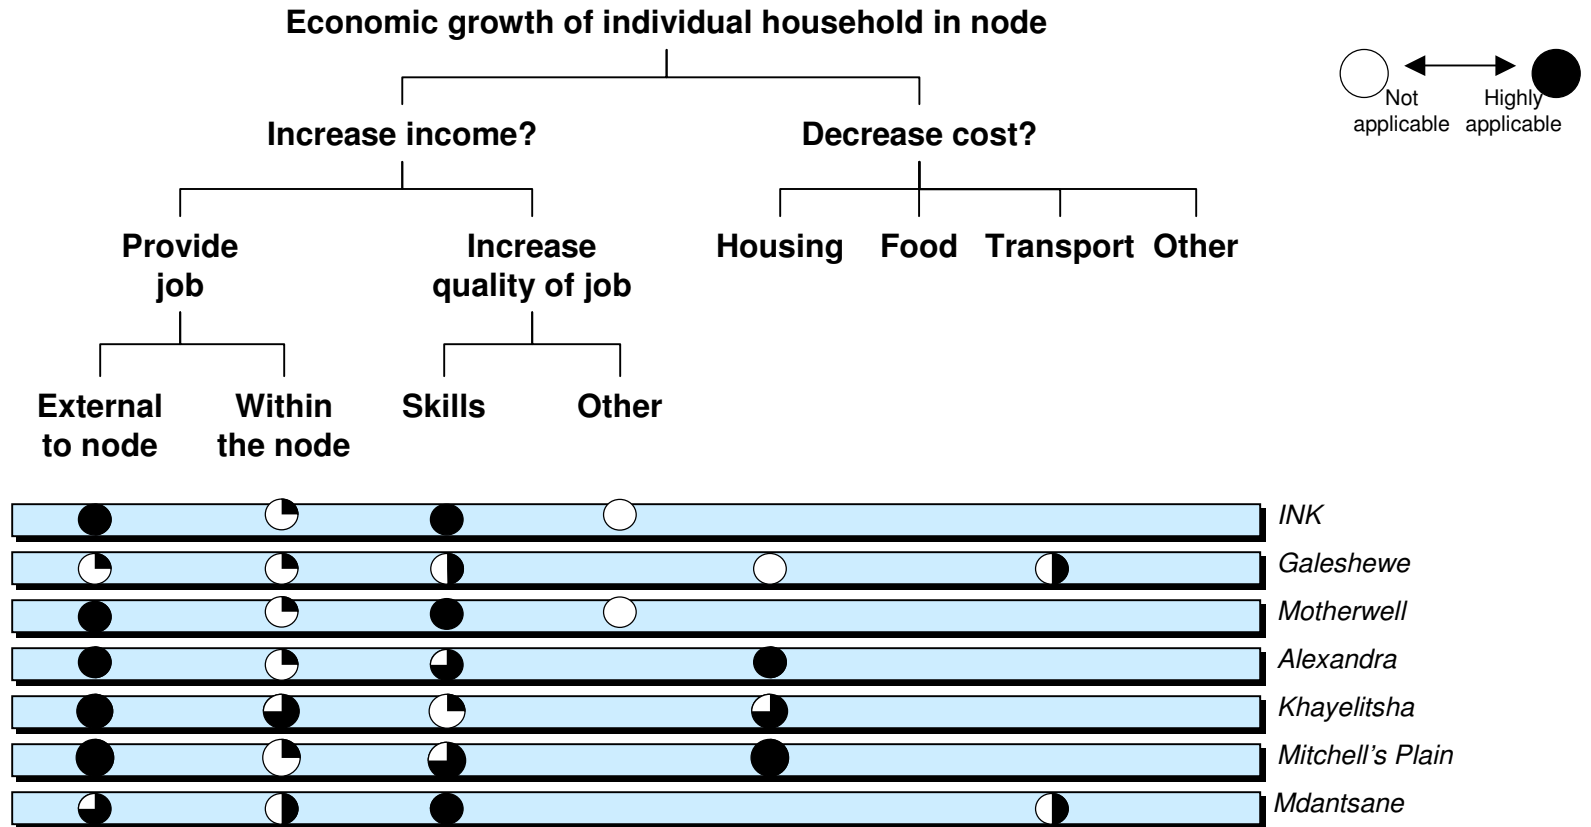 Economic growth of individual household in node
Not
applicable
Highly
applicable
Increase income?
Decrease cost?
Provide
job
Increase
quality of job
Housing
Food
Transport
Other
External
to node
Within
the node
Skills
Other
INK
Galeshewe
Motherwell
Alexandra
Khayelitsha
Mitchell's Plain
Mdantsane